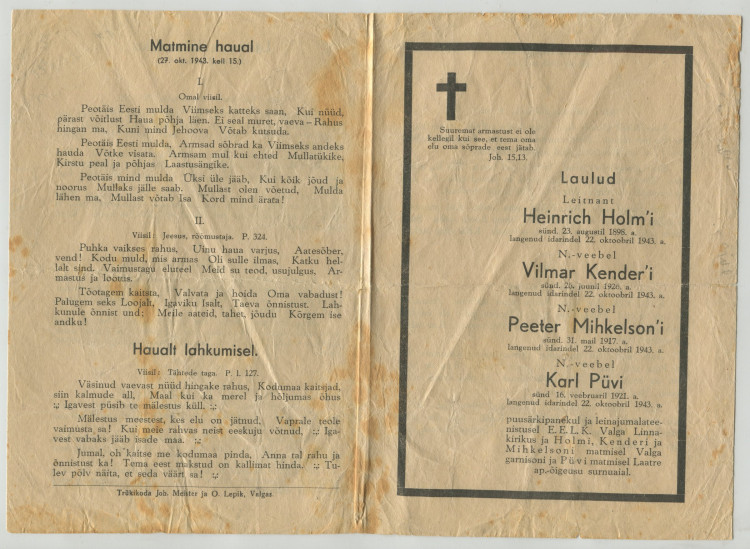 Matmine haual
(27. okt. 1943. kell 15.)
I.
Omal viisil.
Peotäis Eesti mulda Viimseks katteks saan, Kui nüüd,
pärast võitlust Haua põhja läen. Ei seal muret, vaeva – Rahus
hingan ma, Kuni mind Jehoova Võtab kutsuda.
Peotäis Eesti mulda, Armsad sõbrad ka Viimseks andeks
hauda Võtke visata. Armsam mul kui ehted Mullatükike,
Kirstu peal ja põhjas Laastusängike.
Peotäis mind mulda Üksi üle jääb, Kui kõik jõud ja
noorus Mullaks jälle saab. Mullast olen võetud, Mulda
lähen ma, Mullast võtab Isa Kord mind ärata!
II.
Viisil: Jeesus, rõõmustaja. P. 324.
Puhka vaikses rahus, Uinu haua varjus, Aatesõber,
vend! Kodu muld, mis armas Oli sulle ilmas, Katku hel-
lalt sind. Vaimustagu eluteel Meid su teod, usujulgus, Ar-
mastus ja lootus.
Tõotagem kaitsta, Valvata ja hoida Oma vabadust!
Palugem seks Loojalt, Igaviku Isalt, Taeva õnnistust. Lah-
kunule õnnist und; Meile aateid, tahet, jõudu Kõrgem ise
andku!
Haualt lahkumisel.
Viisil: Tähtede taga. P. l. 127.
Väsinud vaevast nüüd hingake rahus, Kodumaa kaitsjad,
siin kalmude all, Maal kui ka merel ja hõljumas õhus
:,: Igavest püsib te mälestus küll. :,:
Mälestus meestest, kes elu on jätnud, Vaprale teole
vaimusta sa! Kui meie rahvas neist eeskuju võtnud, :,: Iga-
vest vabaks jääb isade maa. :,:
Jumal, oh kaitse me kodumaa pinda, Anna tal rahu ja
õnnistust ka! Tema eest makstud on kallimat hinda. :,: Tu-
lev põlv näita, et seda väärt sa! :,:
Trükikoda Joh. Menter ja O. Lepik, Valgas
Suuremat armastust ei ole
kellegil kui see, et tema oma
elu oma sõprade eest jätab.
Joh. 15,13.
Laulud
Leitnant
Heinrich Holm'i
sünd. 23. augustil 1898. a.
langenud idarindel 22. oktoobril 1943. a.
N.-veebel
Vilmar Kender'i
sünd. 26. juunil 1926. a.
langenud idarindel 22. oktoobril 1943. a.
N.-veebel
Peeter Mihkelson'i
sünd. 31. mail 1917. a.
langenud idarindel 22. oktoobril 1943. a.
N.-veebel
Karl Püvi
sünd. 16. veebruaril 1921. a.
langenud idarindel 22. oktoobril 1943. a.
puusärkipanekul ja leinajumalatee-
nistusel E.E.L.K. Valga Linna-
kirikus ja Holmi, Kenderi ja
Mihkelsoni matmisel Valga
garnisoni ja Püvi matmisel Laatre
ap.-õigeusu surnuaial.